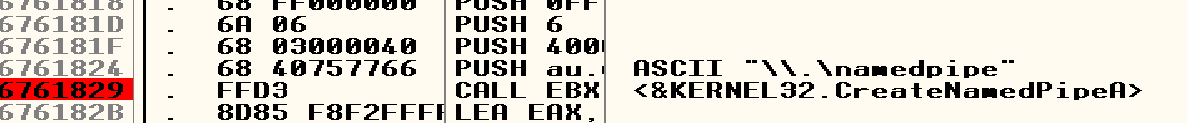 6761818 . 68 FF000000 PUSH 0FF
676181D . 6A 06 PUSH 6
676181F . 68 03000040 PUSH 400
6761824 . 68 40757766 PUSH au. ASCII "\\.\namedpipe"
6761829 . FFD3 CALL EBX <&KERNEL32.CreateNamedPipeA>
676182B . 8D85 F8F2FFFF LEA EAX,